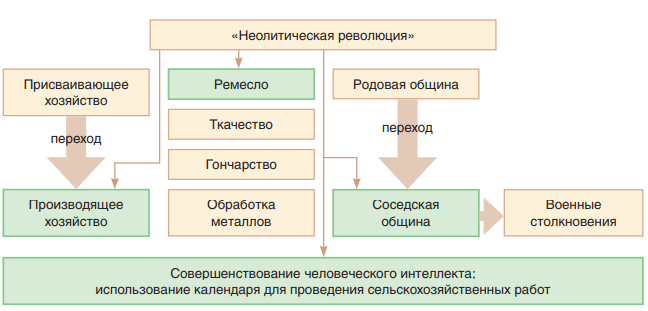 «Неолитическая революция»
Присваивающее
хозяйство
Ремесло
Родовая община
переход
Ткачество
переход
Гончарство
Производящее
хозяйство
Обработка
металлов
Соседская
община
Военные
столкновения
Совершенствование человеческого интеллекта;
использование календаря для проведения сельскохозяйственных работ